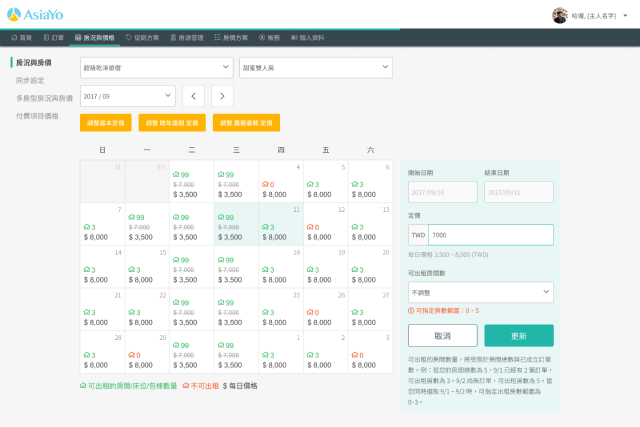 AsiaYo
哈囉, {主人名字}
首頁 訂單 房況與價格 促銷方案 房源管理 房價方案 帳務 個人資料
房況與房價
同步設定
多房型房況與房價
付費項目價格
超級乾淨旅宿 甜蜜雙人房
2017 / 09
調整基本定價 調整 跨年連假 定價 調整 農曆春節 定價
日 一 二 三 四 五 六
31 9/1 4 5 6
99 99 0 3 3
$ 7,000 $ 7,000
$ 3,500 $ 3,500 $ 8,000 $ 8,000 $ 8,000
7 11 12 13
3 99 99 99 3 0 3
$ 7,000 $ 7,000 $ 7,000
$ 8,000 $ 3,500 $ 3,500 $ 3,500 $ 8,000 $ 8,000 $ 8,000
14 15 18 19 20
3 3 99 99 3 3 3
$ 7,000 $ 7,000
$ 8,000 $ 8,000 $ 3,500 $ 3,500 $ 8,000 $ 8,000 $ 8,000
21 22 25 26 27
3 3 99 99 3 0 3
$ 7,000 $ 7,000
$ 8,000 $ 8,000 $ 3,500 $ 3,500 $ 8,000 $ 8,000 $ 8,000
28 29 1 2 3
3 0 99 99 3 3 0
$ 7,000 $ 7,000
$ 8,000 $ 8,000 $ 3,500 $ 3,500 $ 8,000 $ 8,000 $ 8,000
可出租的房間/床位/包棟數量 不可出租 $ 每日價格
開始日期 結束日期
2017/09/10 2017/09/11
定價
TWD 7000
每日價格 3,500 ~ 8,000 (TWD)
可出租房間數
不調整
可指定房數範圍：0 ~ 5
取消 更新
可出租的房間數量，將受限於房間總數與已成立訂單
數。例：若您的房間總數為 5，9/1 已經有 2 筆訂單，
可租房數為 3，9/2 尚無訂單，可出租房數為 5。當
您同時選取 9/1 ~ 9/2 時，可指定出租房數範圍為
0~3。